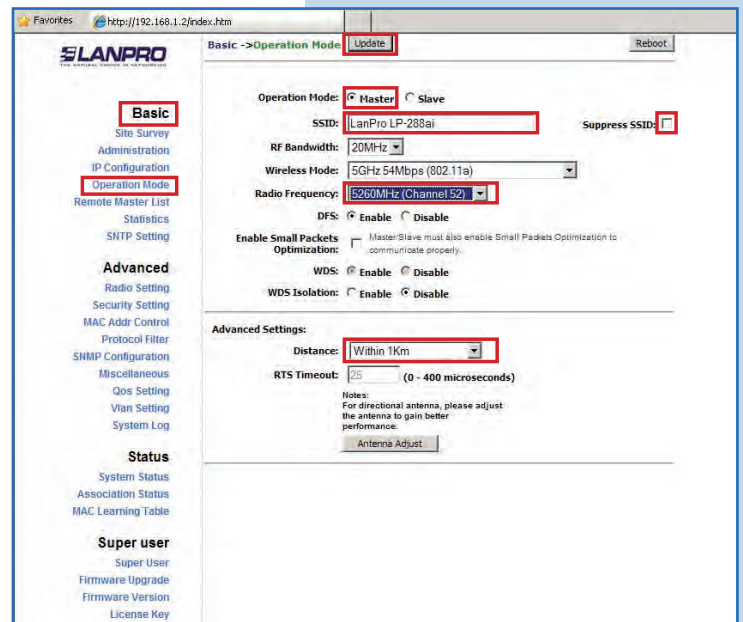 Favorites http://192.168.1.2/index.htm
LANPRO
THE NATURAL CHOICE IN NETWORKING
Basic
Site Survey
Administration
IP Configuration
Operation Mode
Remote Master List
Statistics
SNTP Setting
Advanced
Radio Setting
Security Setting
MAC Addr Control
Protocol Filter
SNMP Configuration
Miscellaneous
Qos Setting
Vlan Setting
System Log
Status
System Status
Association Status
MAC Learning Table
Super user
Super User
Firmware Upgrade
Firmware Version
License Key
Basic ->Operation Mode Update Reboot
Operation Mode: Master Slave
SSID: LanPro LP-288ai Suppress SSID:
RF Bandwidth: 20MHz
Wireless Mode: 5GHz 54Mbps (802.11a)
Radio Frequency: 5260MHz (Channel 52)
DFS: Enable Disable
Enable Small Packets Master/Slave must also enable Small Packets Optimization to
Optimization: communicate properly.
WDS: Enable Disable
WDS Isolation: Enable Disable
Advanced Settings:
Distance: Within 1Km
RTS Timeout: 25 (0 - 400 microseconds)
Notes:
For directional antenna, please adjust
the antenna to gain better
performance.
Antenna Adjust